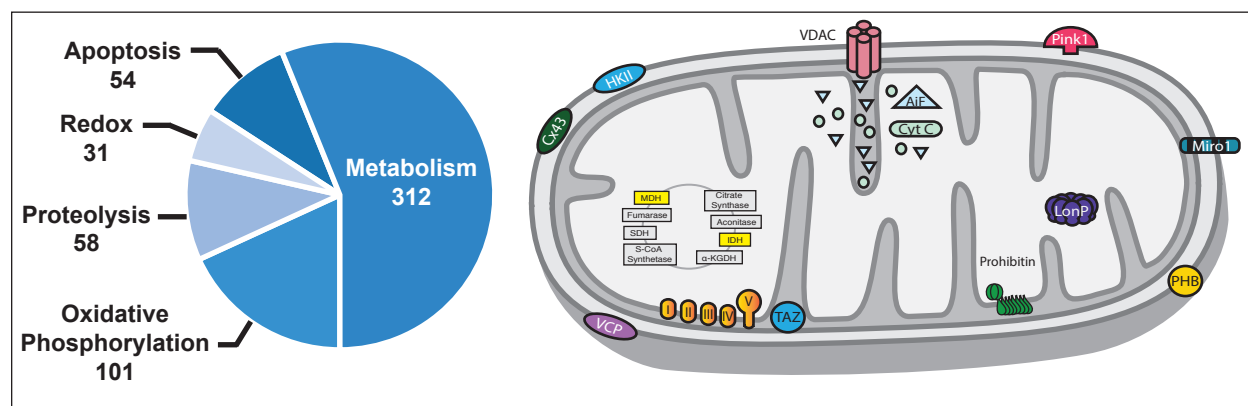 Apoptosis
54
Redox
31
Proteolysis
58
Oxidative
Phosphorylation
101
Metabolism
312
VDAC
Pink1
HKII
Cx43
AiF
Cyt C
Miro1
MDH
Fumarase
SDH
S-CoA
Synthetase
Citrate
Synthase
Aconitase
IDH
α-KGDH
LonP
Prohibitin
PHB
I
II
III
IV
V
TAZ
VCP